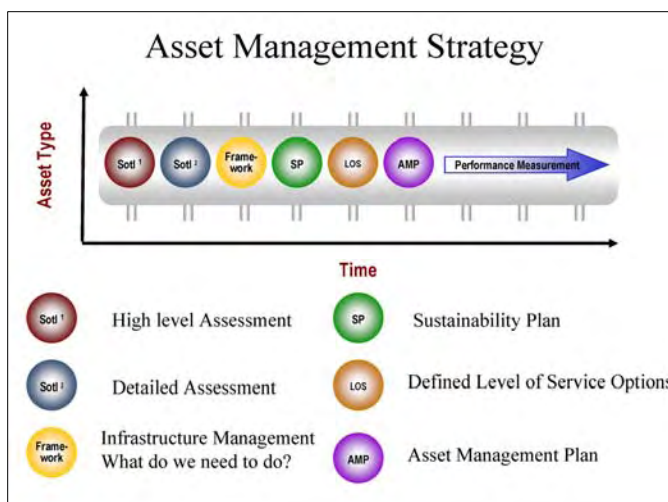 Asset Management Strategy
Asset Type
SotI 1
SotI 2
Frame-
work
SP
LOS
AMP
Performance Measurement
Time
SotI 1
High level Assessment
SP
Sustainability Plan
SotI 2
Detailed Assessment
LOS
Defined Level of Service Options
Frame-
work
Infrastructure Management
What do we need to do?
AMP
Asset Management Plan